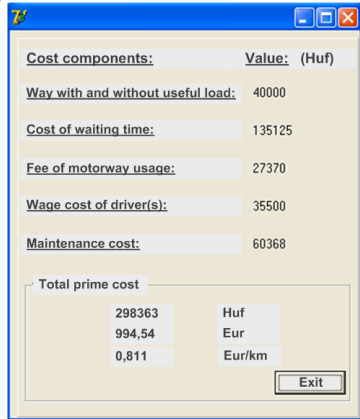 Cost components: Value: (Huf)
Way with and without useful load: 40000
Cost of waiting time: 135125
Fee of motorway usage: 27370
Wage cost of driver(s): 35500
Maintenance cost: 60368
Total prime cost
298363 Huf
994,54 Eur
0,811 Eur/km
Exit